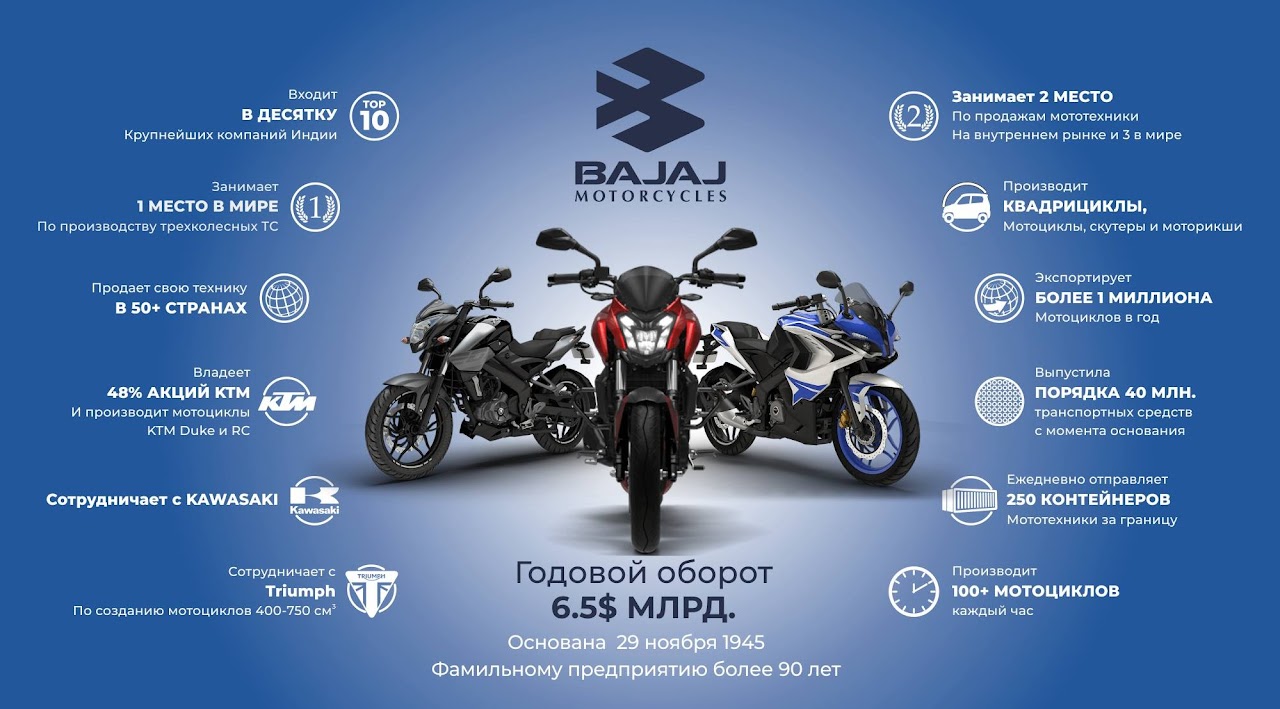 BAJAJ
MOTORCYCLES
Входит
В ДЕСЯТКУ
Крупнейших компаний Индии
TOP
10
Занимает
1 МЕСТО В МИРЕ
По производству трехколесных ТС
1
Продает свою технику
В 50+ СТРАНАХ
Владеет
48% АКЦИЙ KTM
И производит мотоциклы
KTM Duke и RC
KTM
Сотрудничает с KAWASAKI
Kawasaki
Сотрудничает с
Triumph
По созданию мотоциклов 400-750 см³
TRIUMPH
2
Занимает 2 МЕСТО
По продажам мототехники
На внутреннем рынке и 3 в мире
Производит
КВАДРИЦИКЛЫ,
Мотоциклы, скутеры и моторикши
Экспортирует
БОЛЕЕ 1 МИЛЛИОНА
Мотоциклов в год
Выпустила
ПОРЯДКА 40 МЛН.
транспортных средств
с момента основания
Ежедневно отправляет
250 КОНТЕЙНЕРОВ
Мототехники за границу
Производит
100+ МОТОЦИКЛОВ
каждый час
Годовой оборот
6.5$ МЛРД.
Основана 29 ноября 1945
Фамильному предприятию более 90 лет